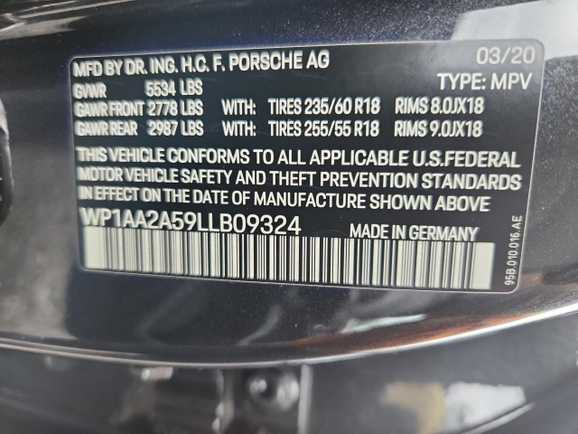 MFD BY DR. ING. H.C. F. PORSCHE AG 03/20
GVWR 5534 LBS TYPE: MPV
GAWR FRONT 2778 LBS WITH: TIRES 235/60 R18 RIMS 8.0JX18
GAWR REAR 2987 LBS WITH: TIRES 255/55 R18 RIMS 9.0JX18
THIS VEHICLE CONFORMS TO ALL APPLICABLE U.S.FEDERAL
MOTOR VEHICLE SAFETY AND THEFT PREVENTION STANDARDS
IN EFFECT ON THE DATE OF MANUFACTURE SHOWN ABOVE
WP1AA2A59LLB09324 MADE IN GERMANY
95B.010.016.AE